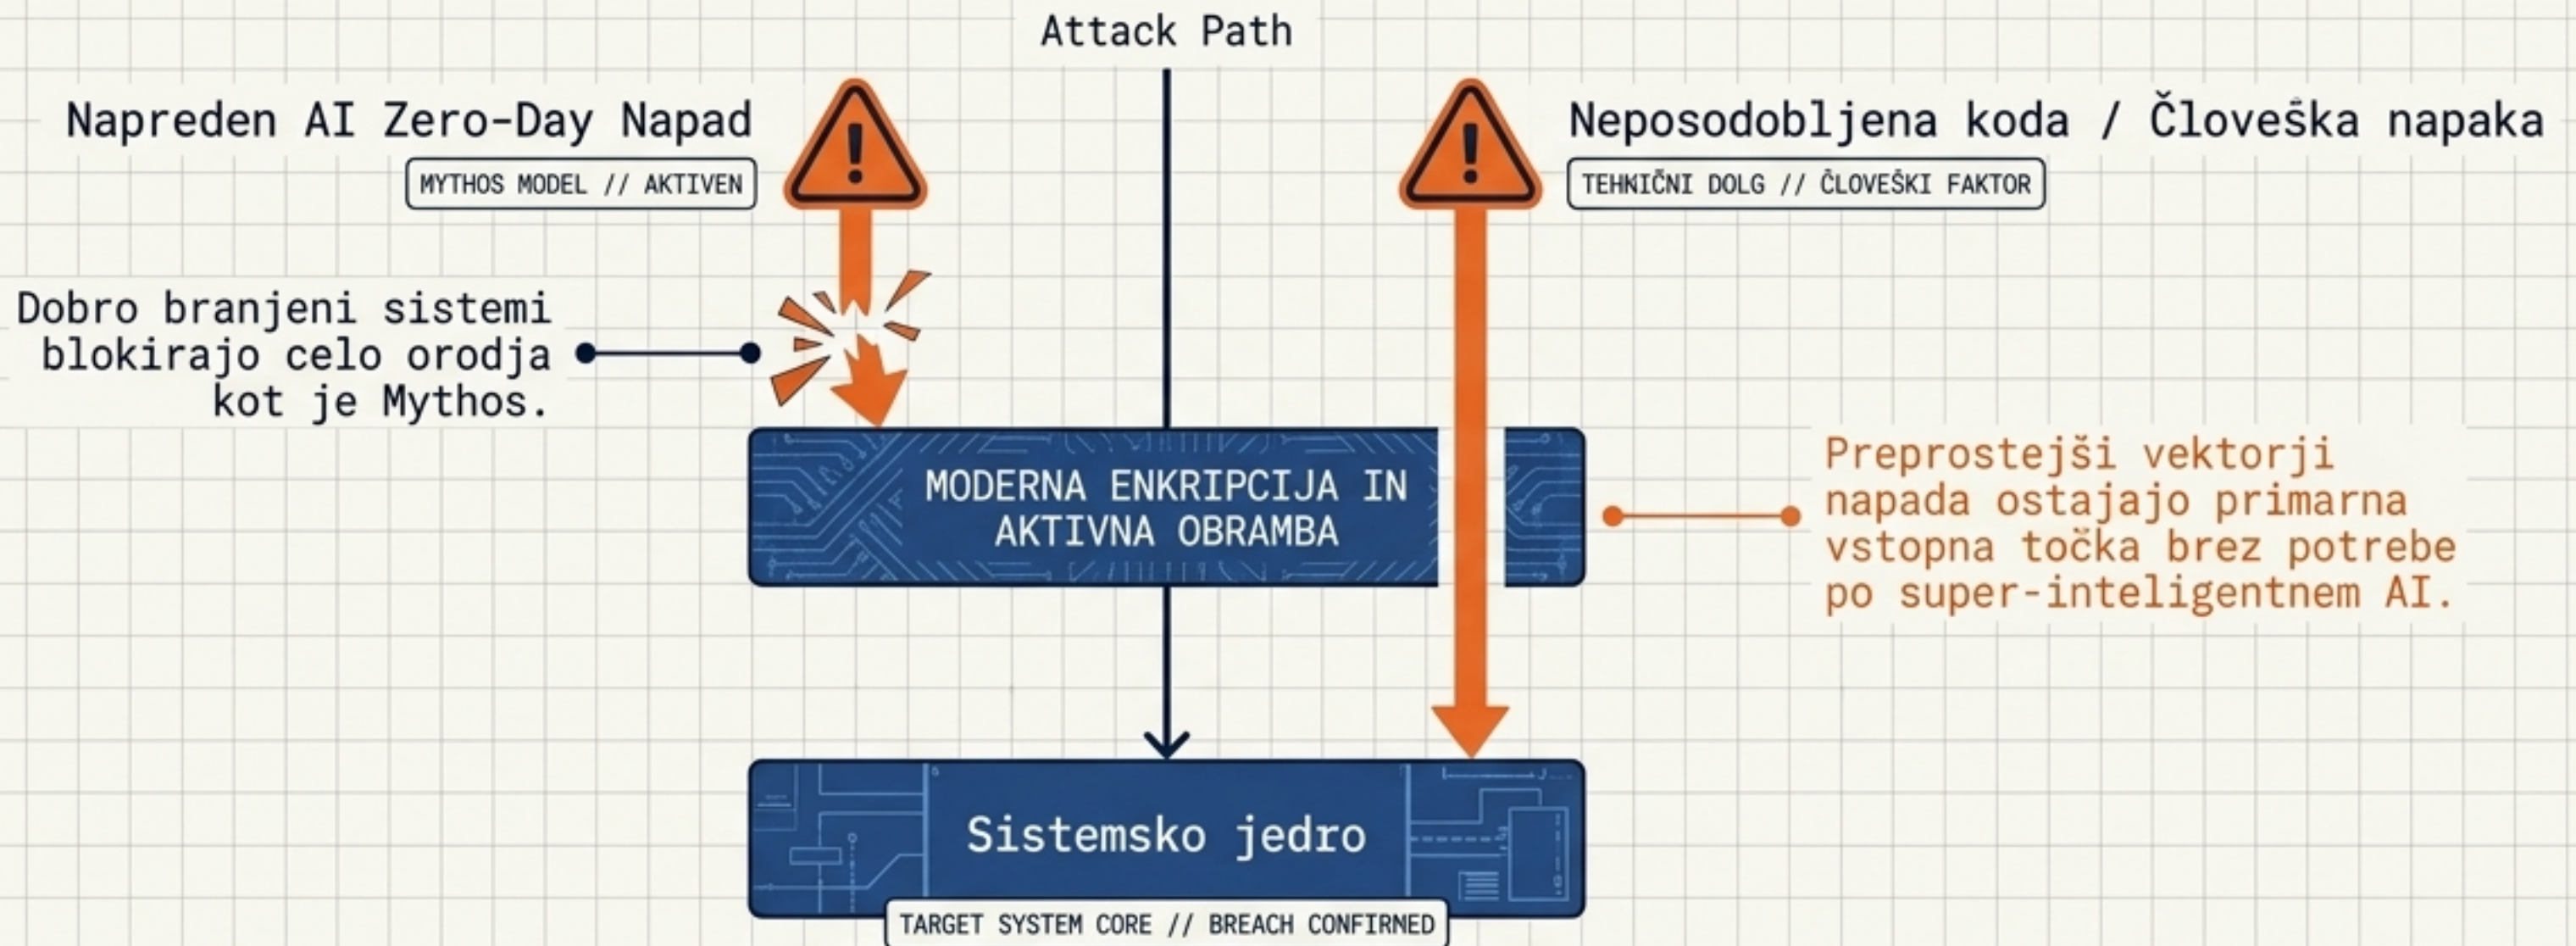 Attack Path
Napreden AI Zero-Day Napad
MYTHOS MODEL // AKTIVEN
Neposodobljena koda / Človeška napaka
TEHNIČNI DOLG // ČLOVEŠKI FAKTOR
Dobro branjeni sistemi
blokirajo celo orodja
kot je Mythos.
MODERNA ENKRIPCIJA IN
AKTIVNA OBRAMBA
Preprostejši vektorji
napada ostajajo primarna
vstopna točka brez potrebe
po super-inteligentnem AI.
Sistemsko jedro
TARGET SYSTEM CORE // BREACH CONFIRMED